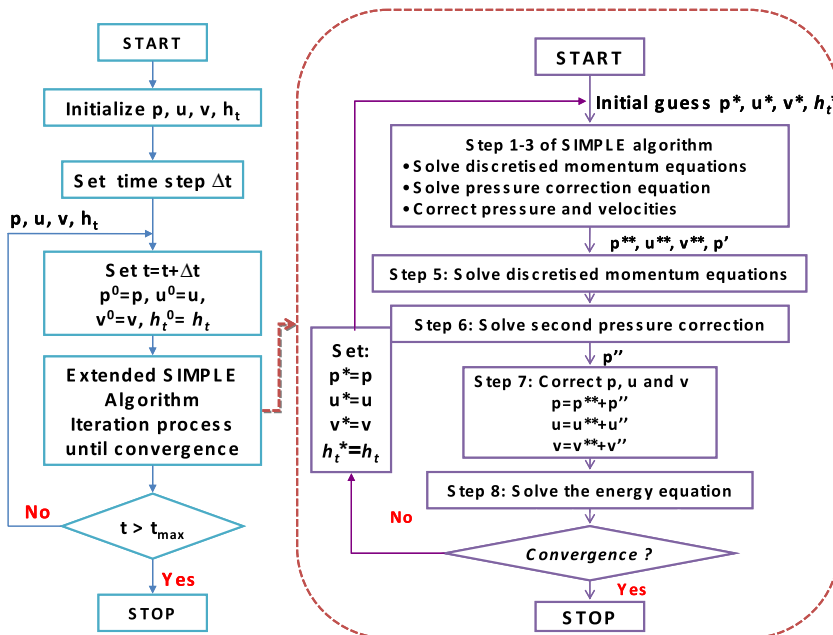 START
Initialize p, u, v, hₜ
Set time step Δt
p, u, v, hₜ
Set t=t+Δt
p⁰=p, u⁰=u,
v⁰=v, hₜ⁰= hₜ
Extended SIMPLE
Algorithm
Iteration process
until convergence
No
t > tₘₐₓ
Yes
STOP
START
Initial guess p*, u*, v*, hₜ*
Step 1-3 of SIMPLE algorithm
•Solve discretised momentum equations
•Solve pressure correction equation
•Correct pressure and velocities
p**, u**, v**, p’
Step 5: Solve discretised momentum equations
Step 6: Solve second pressure correction
p’’
Set:
p*=p
u*=u
v*=v
hₜ*=hₜ
Step 7: Correct p, u and v
p=p**+p’’
u=u**+u’’
v=v**+v’’
Step 8: Solve the energy equation
No
Convergence ?
Yes
STOP